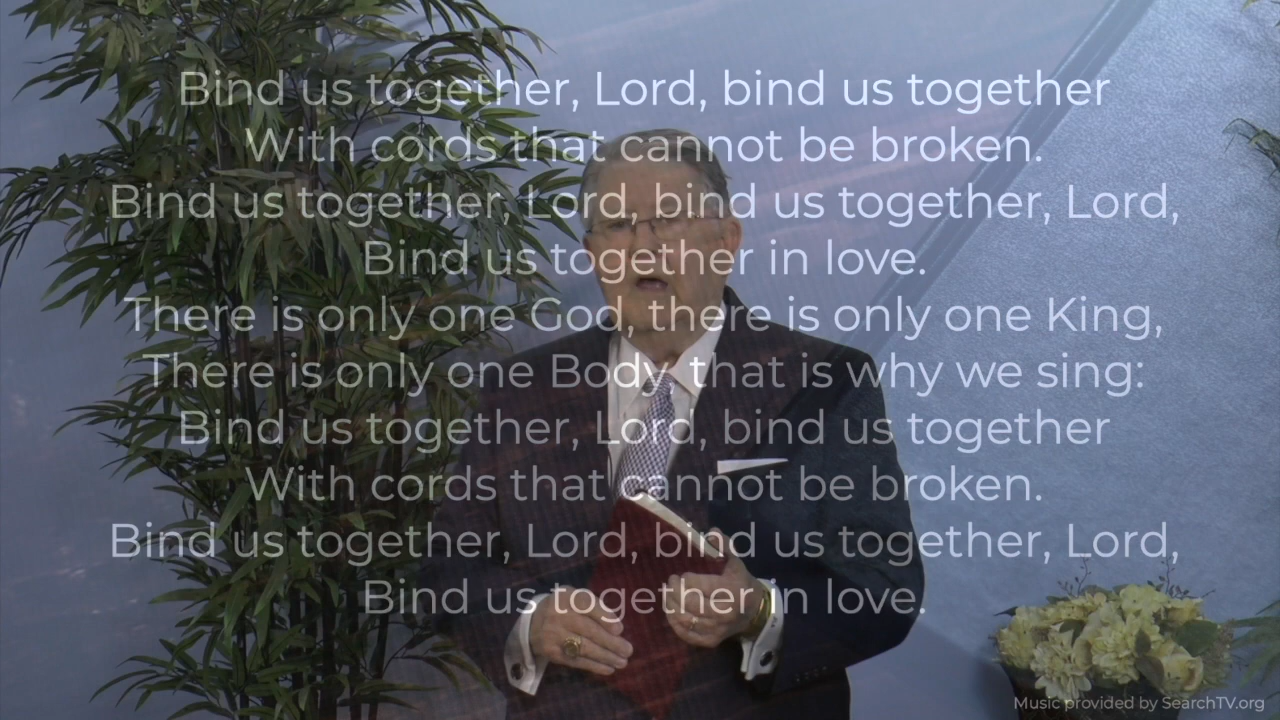 Bind us together, Lord, bind us together
With cords that cannot be broken.
Bind us together, Lord, bind us together, Lord,
Bind us together in love.
There is only one God, there is only one King,
There is only one Body, that is why we sing:
Bind us together, Lord, bind us together
With cords that cannot be broken.
Bind us together, Lord, bind us together, Lord,
Bind us together in love.
Music provided by SearchTV.org